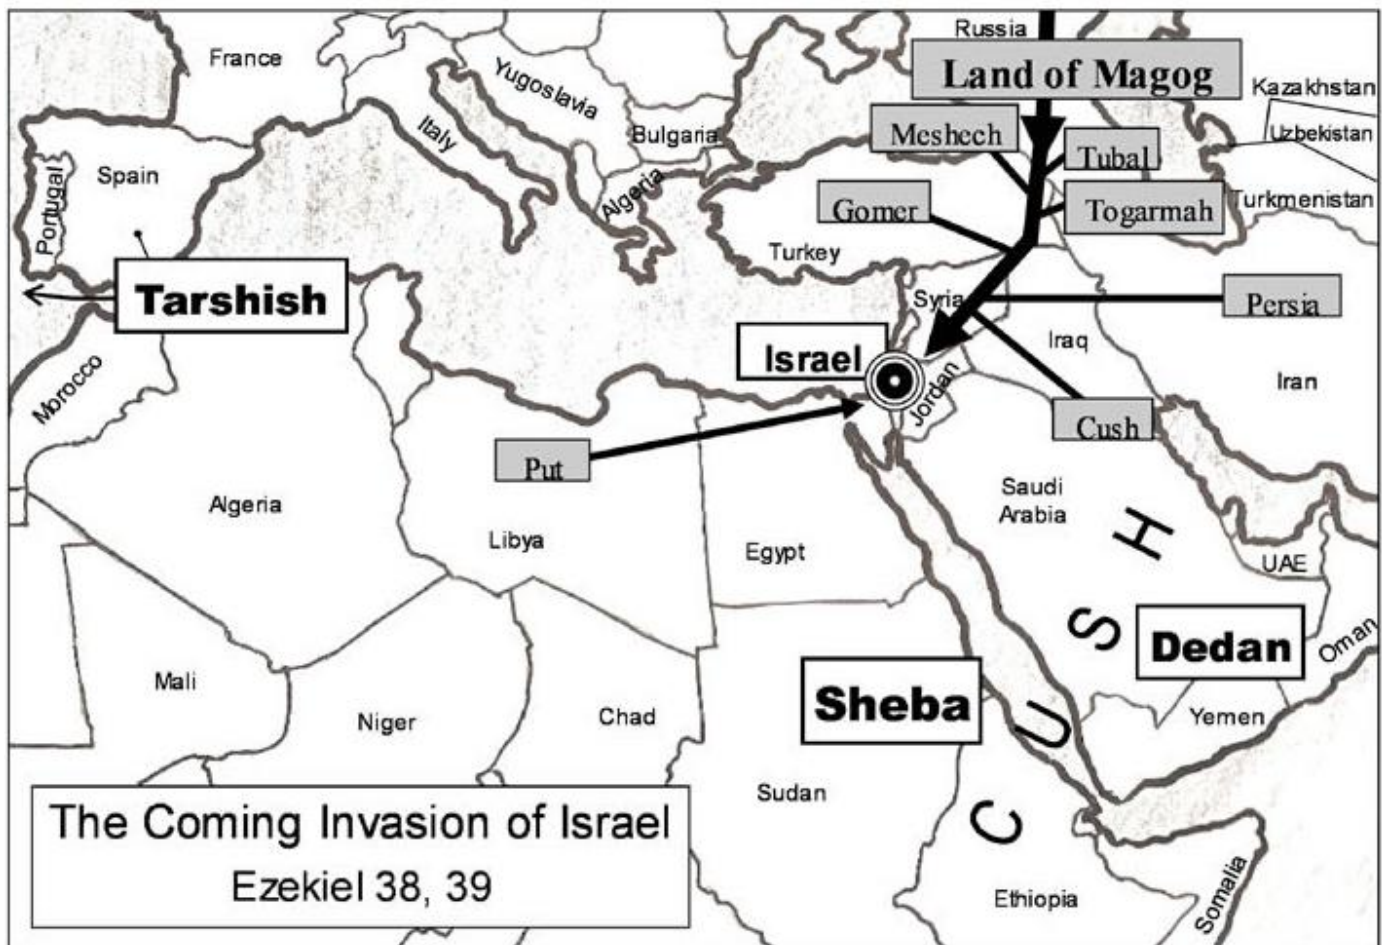 Russia
France
Land of Magog
Yugoslavia
Kazakhstan
Italy
Bulgaria
Meshech
Uzbekistan
Tubal
Spain
Portugal
Algeria
Gomer
Togarmah
Turkmenistan
Turkey
Tarshish
Syria
Persia
Israel
Iraq
Iran
Morocco
Jordan
Cush
Put
Algeria
Saudi
Arabia
Libya
Egypt
UAE
CUSH
Dedan
Oman
Mali
Niger
Chad
Sheba
Yemen
Sudan
The Coming Invasion of Israel
Ezekiel 38, 39
Ethiopia
Somalia